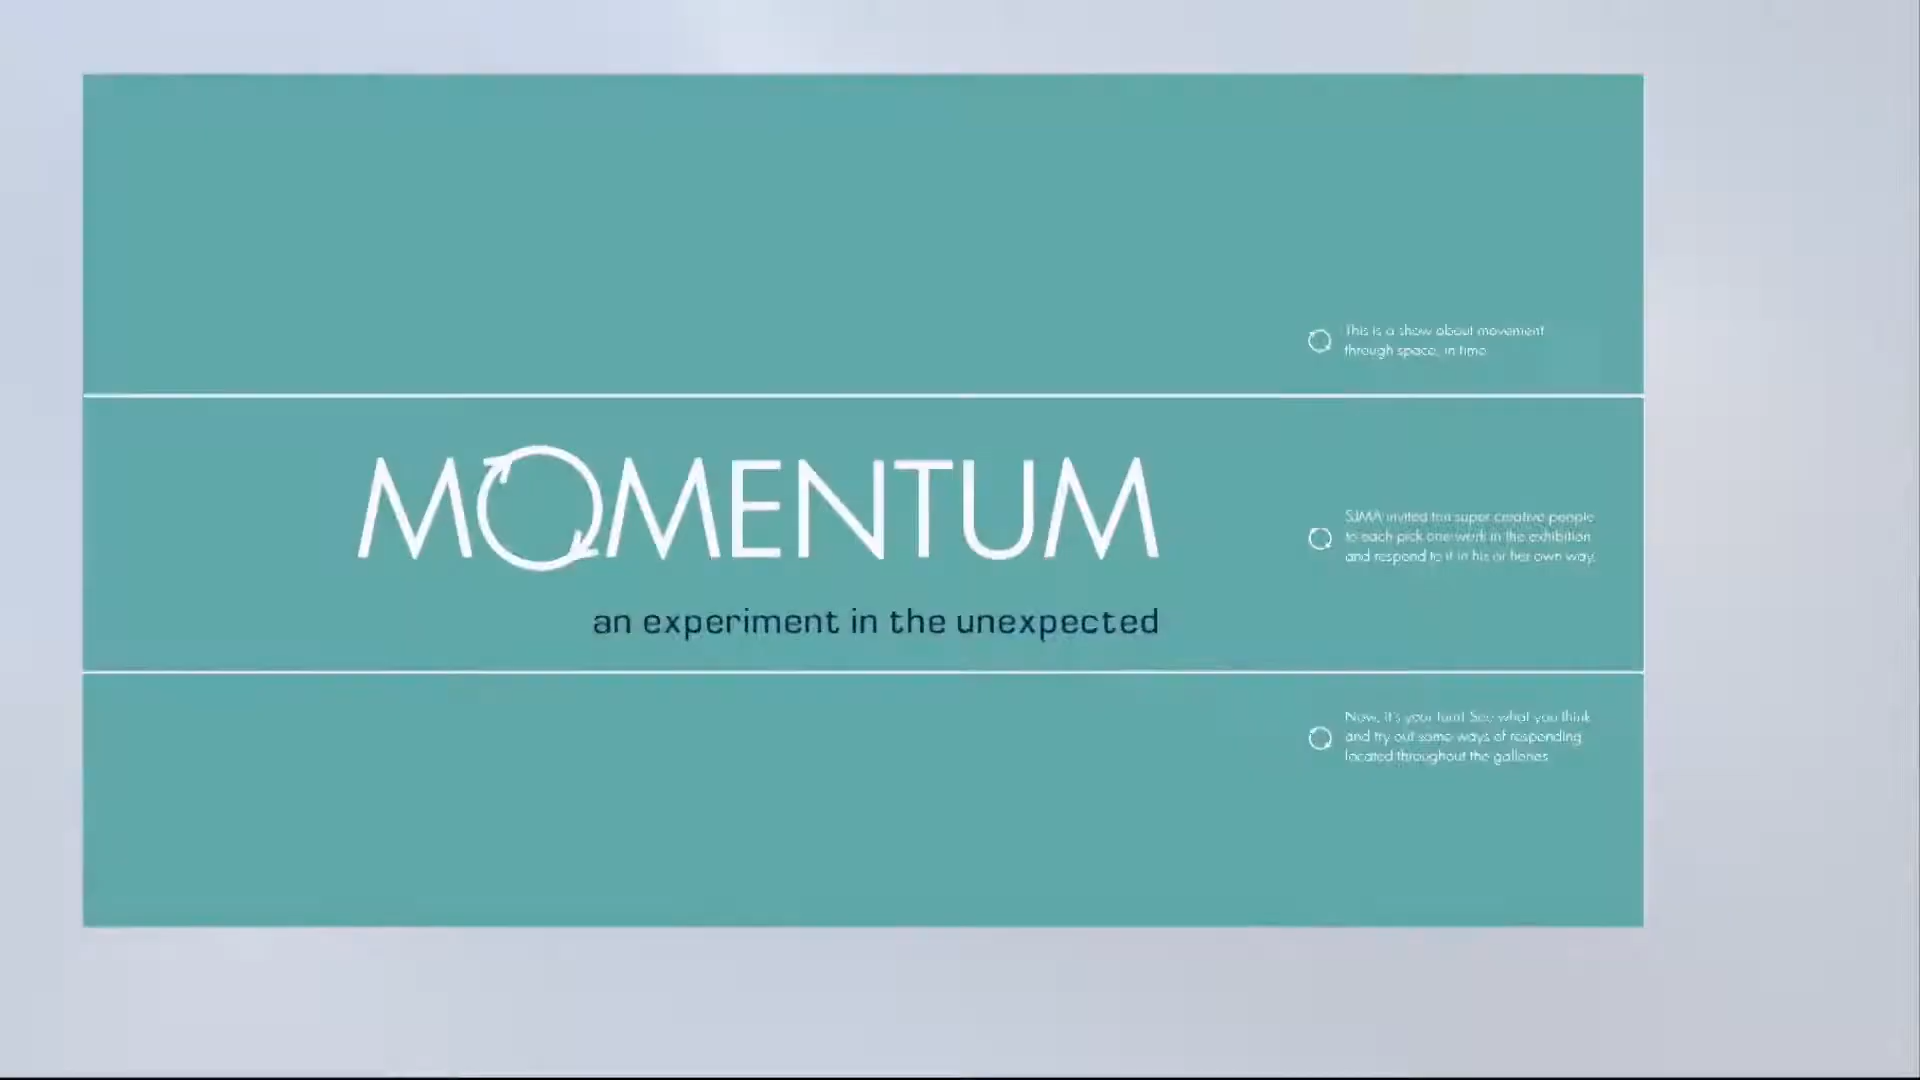 MOMENTUM
an experiment in the unexpected
This is a show about movement
through space, in time
SJMA invited ten super creative people
to each pick one work in the exhibition
and respond to it in his or her own way.
Now, it's your turn! See what you think
and try out some ways of responding
located throughout the galleries